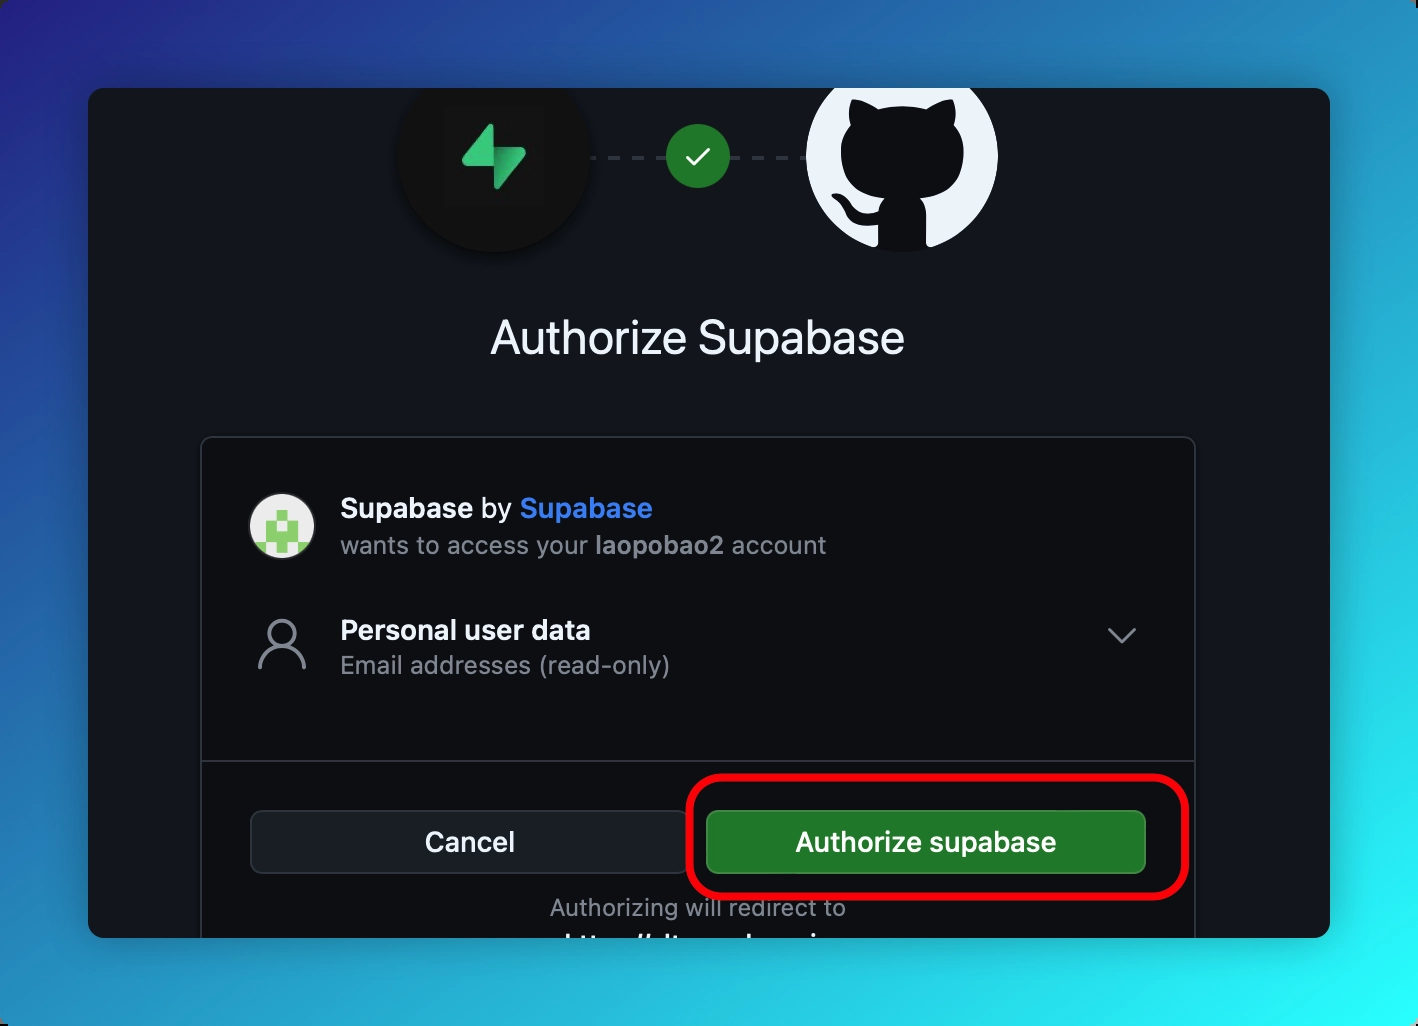 Authorize Supabase
Supabase by Supabase
wants to access your laopobao2 account
Personal user data
Email addresses (read-only)
Cancel
Authorize supabase
Authorizing will redirect to